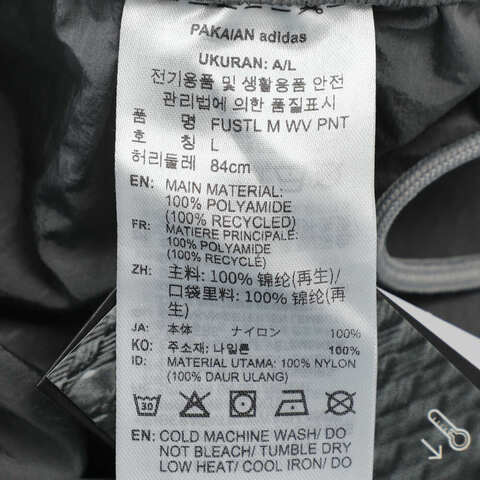 PAKAIAN adidas
UKURAN: A/L
전기용품 및 생활용품 안전
관리법에 의한 품질표시
품 명 FUSTL M WV PNT
호 칭 L
허리둘레 84cm
EN: MAIN MATERIAL:
100% POLYAMIDE
(100% RECYCLED)
FR: MATIERE PRINCIPALE:
100% POLYAMIDE
(100% RECYCLÉ)
ZH: 主料: 100% 锦纶(再生)/
口袋里料: 100% 锦纶(再
生)
JA: 本体 ナイロン 100%
KO: 주소재: 나일론 100%
ID: MATERIAL UTAMA: 100% NYLON
(100% DAUR ULANG)
30
EN: COLD MACHINE WASH/ DO
NOT BLEACH/ TUMBLE DRY
LOW HEAT/ COOL IRON/ DO